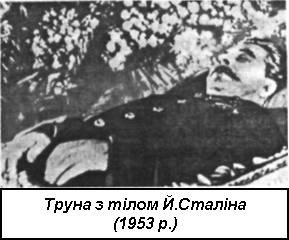 Труна з тілом Й.Сталіна
(1953 р.)